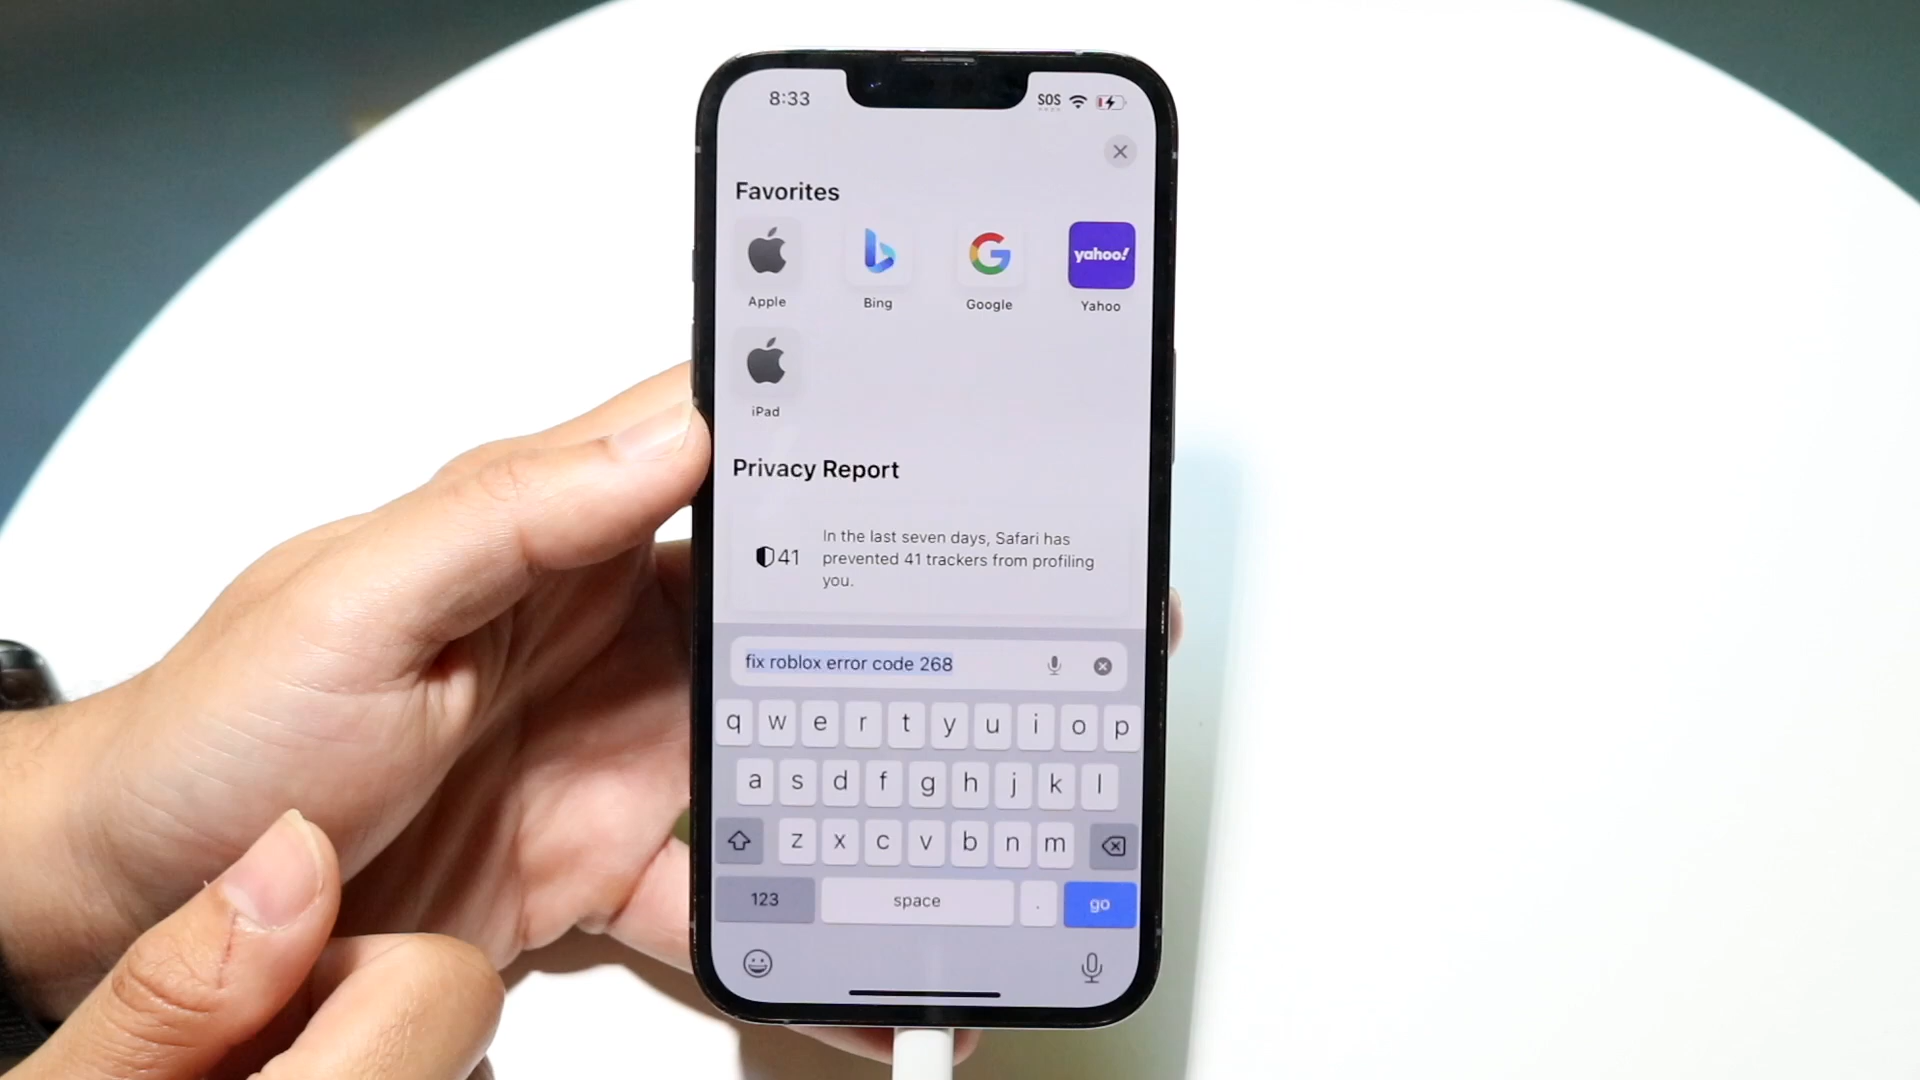 8:33
SOS
Favorites
yahoo!
Apple
Bing
Google
Yahoo
iPad
Privacy Report
41
In the last seven days, Safari has
prevented 41 trackers from profiling
you.
fix roblox error code 268
q w e r t y u i o p
a s d f g h j k l
z x c v b n m
123
space
.
go